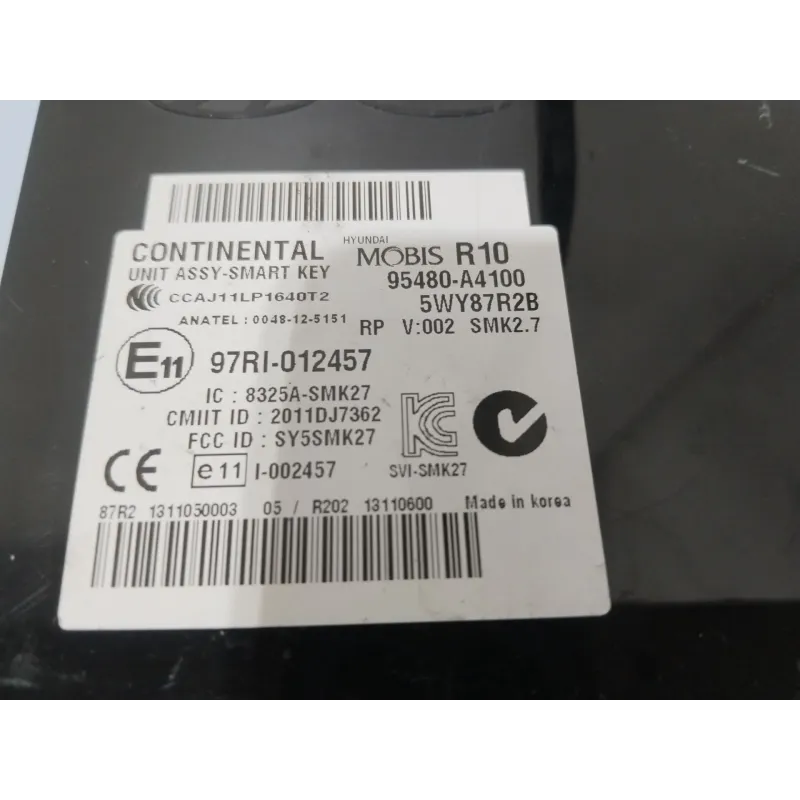 CONTINENTAL HYUNDAI MOBIS R10
UNIT ASSY-SMART KEY 95480-A4100
CCC CCAJ11LP1640T2 5WY87R2B
ANATEL : 0048-12-5151 RP V:002 SMK2.7
E11 97RI-012457
IC : 8325A-SMK27
CMIIT ID : 2011DJ7362
FCC ID : SY5SMK27
KC
CE e11 I-002457 SVI-SMK27
87R2 1311050003 05 / R202 13110600 Made in korea